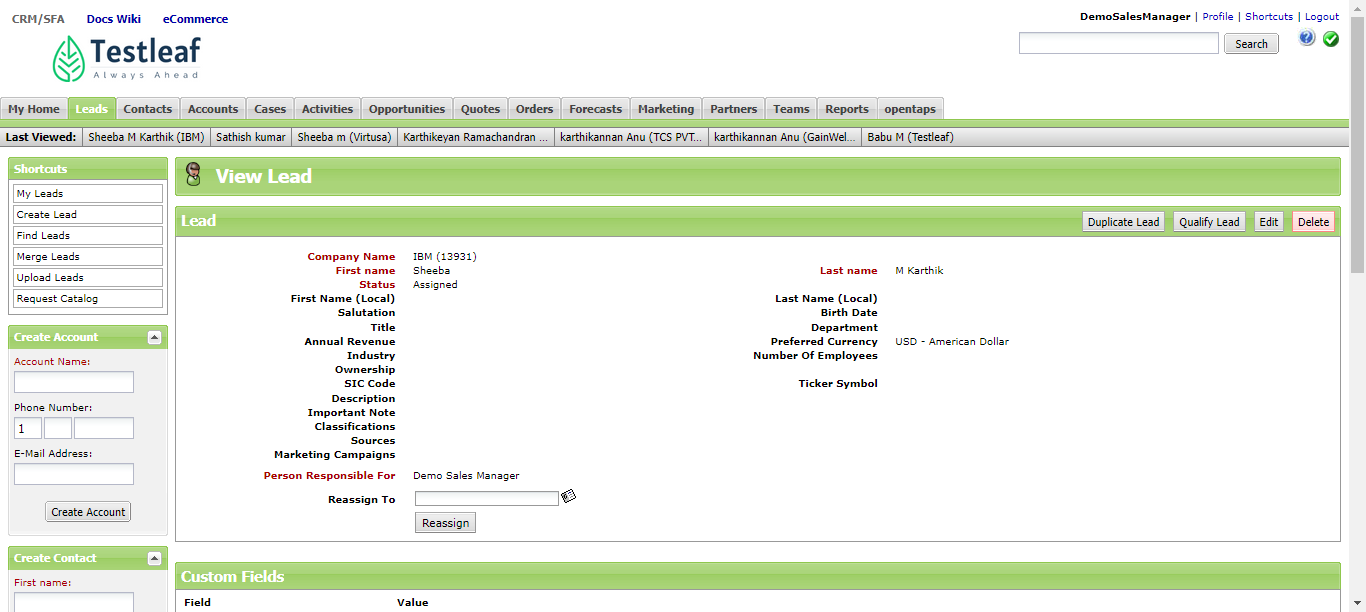 CRM/SFA Docs Wiki eCommerce
DemoSalesManager | Profile | Shortcuts | Logout
Testleaf
Always Ahead
Search
My Home Leads Contacts Accounts Cases Activities Opportunities Quotes Orders Forecasts Marketing Partners Teams Reports opentaps
Last Viewed: Sheeba M Karthik (IBM) Sathish kumar Sheeba m (Virtusa) Karthikeyan Ramachandran ... karthikannan Anu (TCS PVT... karthikannan Anu (GainWel... Babu M (Testleaf)
Shortcuts
My Leads
Create Lead
Find Leads
Merge Leads
Upload Leads
Request Catalog
Create Account
Account Name:
Phone Number:
1
E-Mail Address:
Create Account
Create Contact
First name:
View Lead
Lead Duplicate Lead Qualify Lead Edit Delete
Company Name IBM (13931)
First name Sheeba Last name M Karthik
Status Assigned
First Name (Local) Last Name (Local)
Salutation Birth Date
Title Department
Annual Revenue Preferred Currency USD - American Dollar
Industry Number Of Employees
Ownership
SIC Code Ticker Symbol
Description
Important Note
Classifications
Sources
Marketing Campaigns
Person Responsible For Demo Sales Manager
Reassign To
Reassign
Custom Fields
Field Value